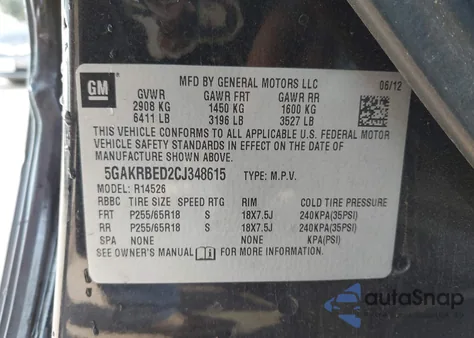 GM
MFD BY GENERAL MOTORS LLC 06/12
GVWR GAWR FRT GAWR RR
2908 KG 1450 KG 1600 KG
6411 LB 3196 LB 3527 LB
THIS VEHICLE CONFORMS TO ALL APPLICABLE U.S. FEDERAL MOTOR
VEHICLE SAFETY STANDARDS IN EFFECT ON THE DATE OF
MANUFACTURE SHOWN ABOVE.
5GAKRBED2CJ348615 TYPE: M.P.V.
MODEL: R14526
RBBC TIRE SIZE SPEED RTG RIM COLD TIRE PRESSURE
FRT P255/65R18 S 18X7.5J 240KPA(35PSI)
RR P255/65R18 S 18X7.5J 240KPA(35PSI)
SPA NONE NONE KPA(PSI)
SEE OWNER'S MANUAL FOR MORE INFORMATION.
autaSnap